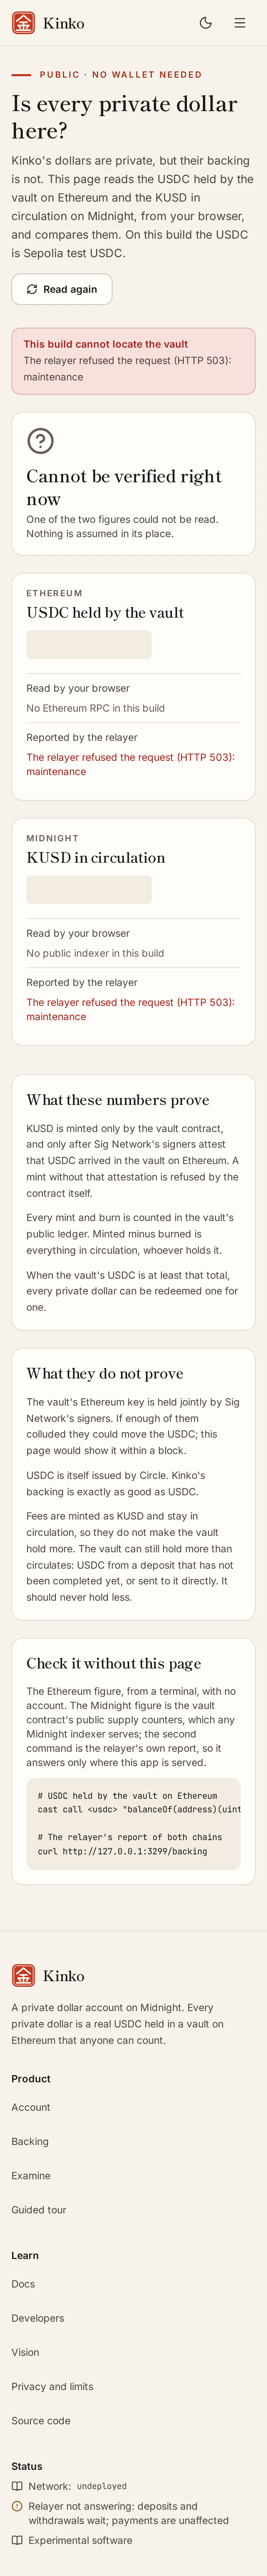 金 Kinko
PUBLIC · NO WALLET NEEDED
Is every private dollar
here?
Kinko's dollars are private, but their backing
is not. This page reads the USDC held by the
vault on Ethereum and the KUSD in
circulation on Midnight, from your browser,
and compares them. On this build the USDC
is Sepolia test USDC.
Read again
This build cannot locate the vault
The relayer refused the request (HTTP 503):
maintenance
Cannot be verified right
now
One of the two figures could not be read.
Nothing is assumed in its place.
ETHEREUM
USDC held by the vault
Read by your browser
No Ethereum RPC in this build
Reported by the relayer
The relayer refused the request (HTTP 503):
maintenance
MIDNIGHT
KUSD in circulation
Read by your browser
No public indexer in this build
Reported by the relayer
The relayer refused the request (HTTP 503):
maintenance
What these numbers prove
KUSD is minted only by the vault contract,
and only after Sig Network's signers attest
that USDC arrived in the vault on Ethereum. A
mint without that attestation is refused by the
contract itself.
Every mint and burn is counted in the vault's
public ledger. Minted minus burned is
everything in circulation, whoever holds it.
When the vault's USDC is at least that total,
every private dollar can be redeemed one for
one.
What they do not prove
The vault's Ethereum key is held jointly by Sig
Network's signers. If enough of them
colluded they could move the USDC; this
page would show it within a block.
USDC is itself issued by Circle. Kinko's
backing is exactly as good as USDC.
Fees are minted as KUSD and stay in
circulation, so they do not make the vault
hold more. The vault can still hold more than
circulates: USDC from a deposit that has not
been completed yet, or sent to it directly. It
should never hold less.
Check it without this page
The Ethereum figure, from a terminal, with no
account. The Midnight figure is the vault
contract's public supply counters, which any
Midnight indexer serves; the second
command is the relayer's own report, so it
answers only where this app is served.
# USDC held by the vault on Ethereum
cast call <usdc> "balanceOf(address)(uint
# The relayer's report of both chains
curl http://127.0.0.1:3299/backing
金 Kinko
A private dollar account on Midnight. Every
private dollar is a real USDC held in a vault on
Ethereum that anyone can count.
Product
Account
Backing
Examine
Guided tour
Learn
Docs
Developers
Vision
Privacy and limits
Source code
Status
Network: undeployed
Relayer not answering: deposits and
withdrawals wait; payments are unaffected
Experimental software